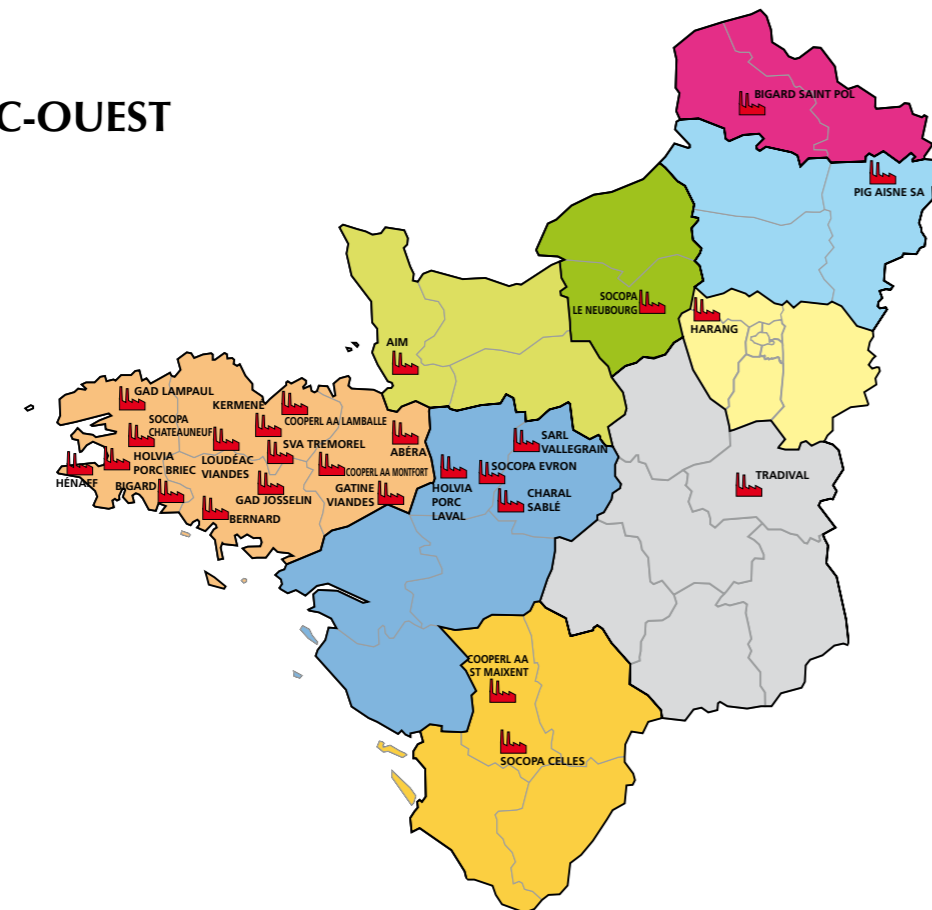 C-OUEST
BIGARD SAINT POL
PIG AISNE SA
SOCOPA
LE NEUBOURG
HARANG
AIM
GAD LAMPAUL
KERMENE
SOCOPA
CHATEAUNEUF
COOPERL AA LAMBALLE
SVA TREMOREL
ABÉRA
HOLVIA
PORC BRIEC
LOUDÉAC
VIANDES
COOPERL AA MONTFORT
HÉNAFF
BIGARD
GAD JOSSELIN
GATINE
VIANDES
BERNARD
SARL
VALLEGRAIN
SOCOPA EVRON
HOLVIA
PORC
LAVAL
CHARAL
SABLÉ
TRADIVAL
COOPERL AA
ST MAIXENT
SOCOPA CELLES